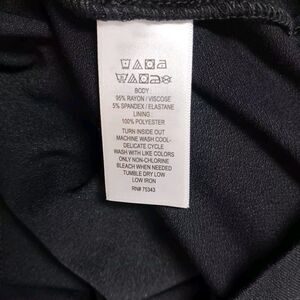 BODY:
95% RAYON / VISCOSE
5% SPANDEX / ELASTANE
LINING:
100% POLYESTER
TURN INSIDE OUT
MACHINE WASH COOL-
DELICATE CYCLE
WASH WITH LIKE COLORS
ONLY NON-CHLORINE
BLEACH WHEN NEEDED
TUMBLE DRY LOW
LOW IRON
RN# 75343